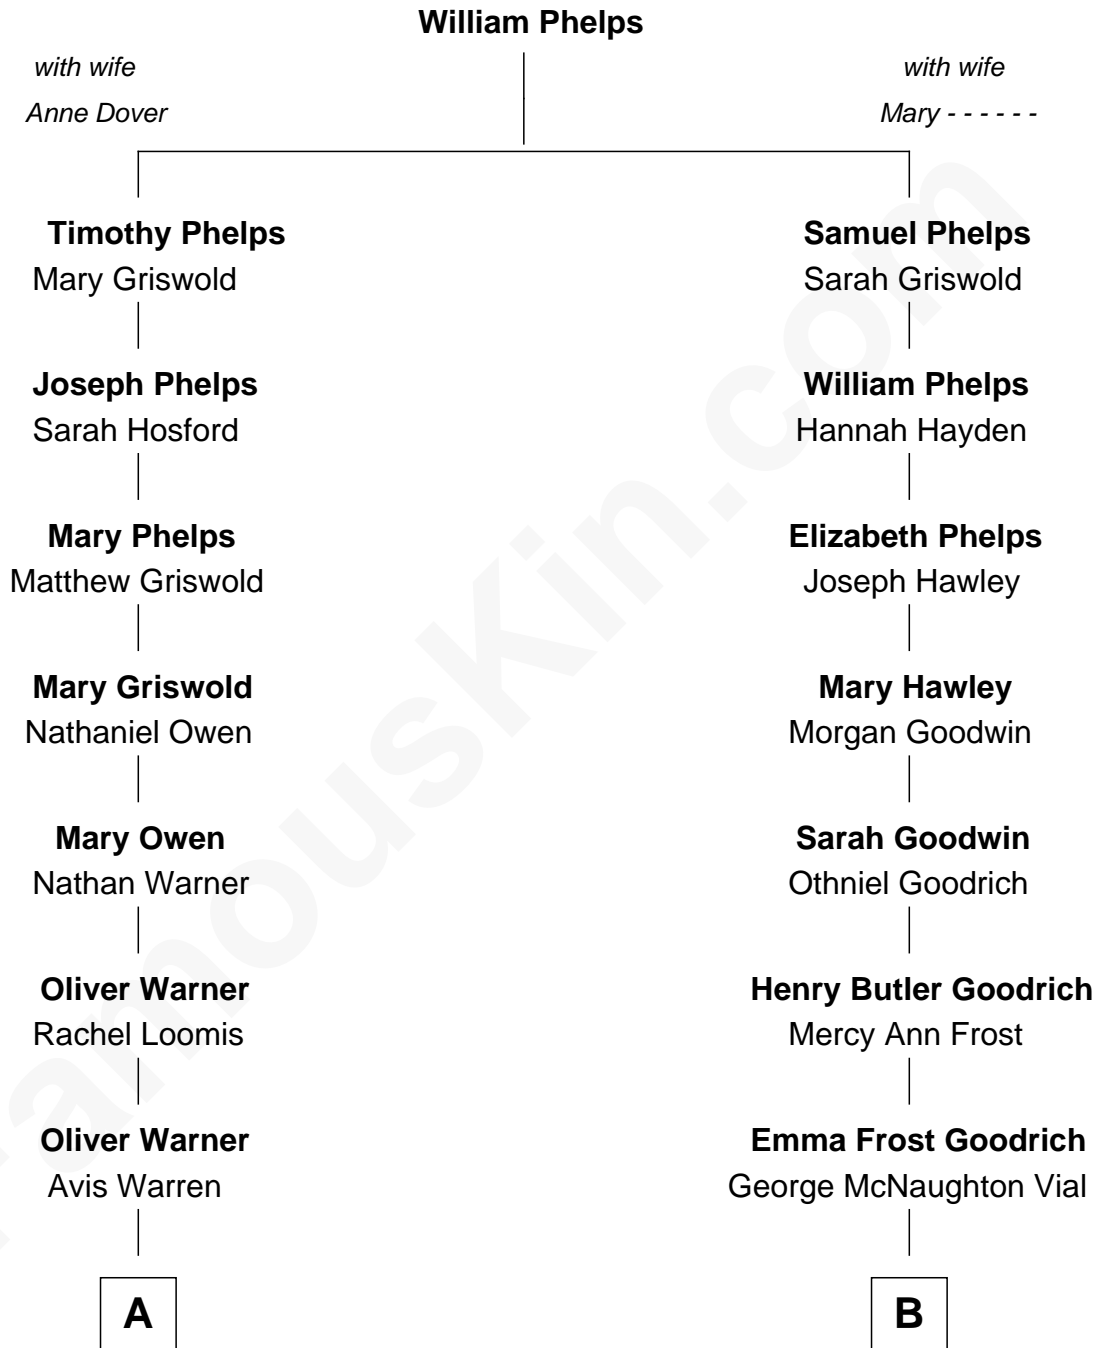 William Phelps
with wife
with wife
Anne Dover
Mary - - - - - -
Timothy Phelps
Samuel Phelps
Mary Griswold
Sarah Griswold
Joseph Phelps
William Phelps
Sarah Hosford
Hannah Hayden
Mary Phelps
Elizabeth Phelps
Matthew Griswold
Joseph Hawley
Mary Griswold
Mary Hawley
Nathaniel Owen
Morgan Goodwin
Mary Owen
Sarah Goodwin
Nathan Warner
Othniel Goodrich
Oliver Warner
Henry Butler Goodrich
Rachel Loomis
Mercy Ann Frost
Oliver Warner
Emma Frost Goodrich
Avis Warren
George McNaughton Vial
A
B
FamousKin.com